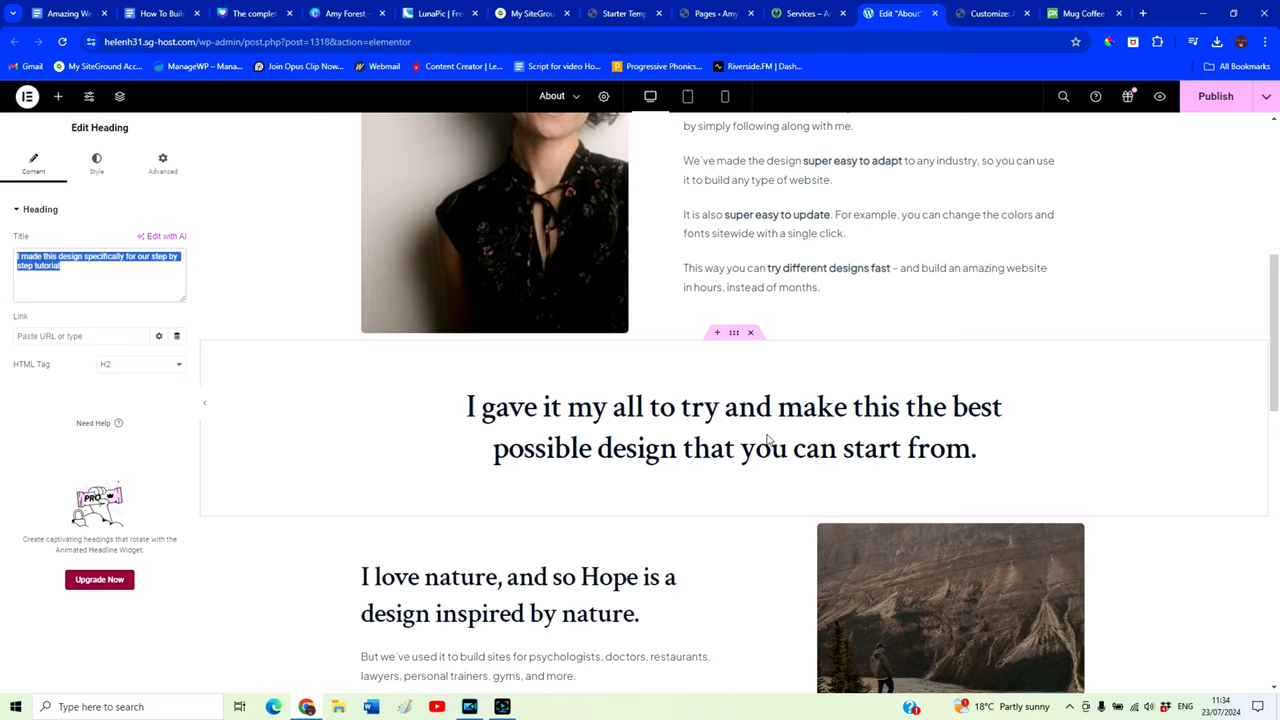 Amazing We
How To Build
The complete
Amy Forest -
LunaPic | Free
My SiteGround
Starter Temp
Pages ‹ Amy
Services – A
Edit "About"
Customize: A
Mug Coffee
helenh31.sg-host.com/wp-admin/post.php?post=1318&action=elementor
Gmail
My SiteGround Acc...
ManageWP – Mana...
Join Opus Clip Now...
Webmail
Content Creator | Le...
Script for video Ho...
Progressive Phonics...
Riverside.FM | Dash...
All Bookmarks
About
Publish
Edit Heading
Content
Style
Advanced
Heading
Title
Edit with AI
I made this design specifically for our step by
step tutorial
Link
Paste URL or type
HTML Tag
H2
Need Help
PRO
Create captivating headings that rotate with the
Animated Headline Widget.
Upgrade Now
by simply following along with me.
We've made the design super easy to adapt to any industry, so you can use
it to build any type of website.
It is also super easy to update. For example, you can change the colors and
fonts sitewide with a single click.
This way you can try different designs fast – and build an amazing website
in hours, instead of months.
I gave it my all to try and make this the best
possible design that you can start from.
I love nature, and so Hope is a
design inspired by nature.
But we've used it to build sites for psychologists, doctors, restaurants,
lawyers, personal trainers, gyms, and more.
Type here to search
18°C Partly sunny
ENG
11:34
23/07/2024